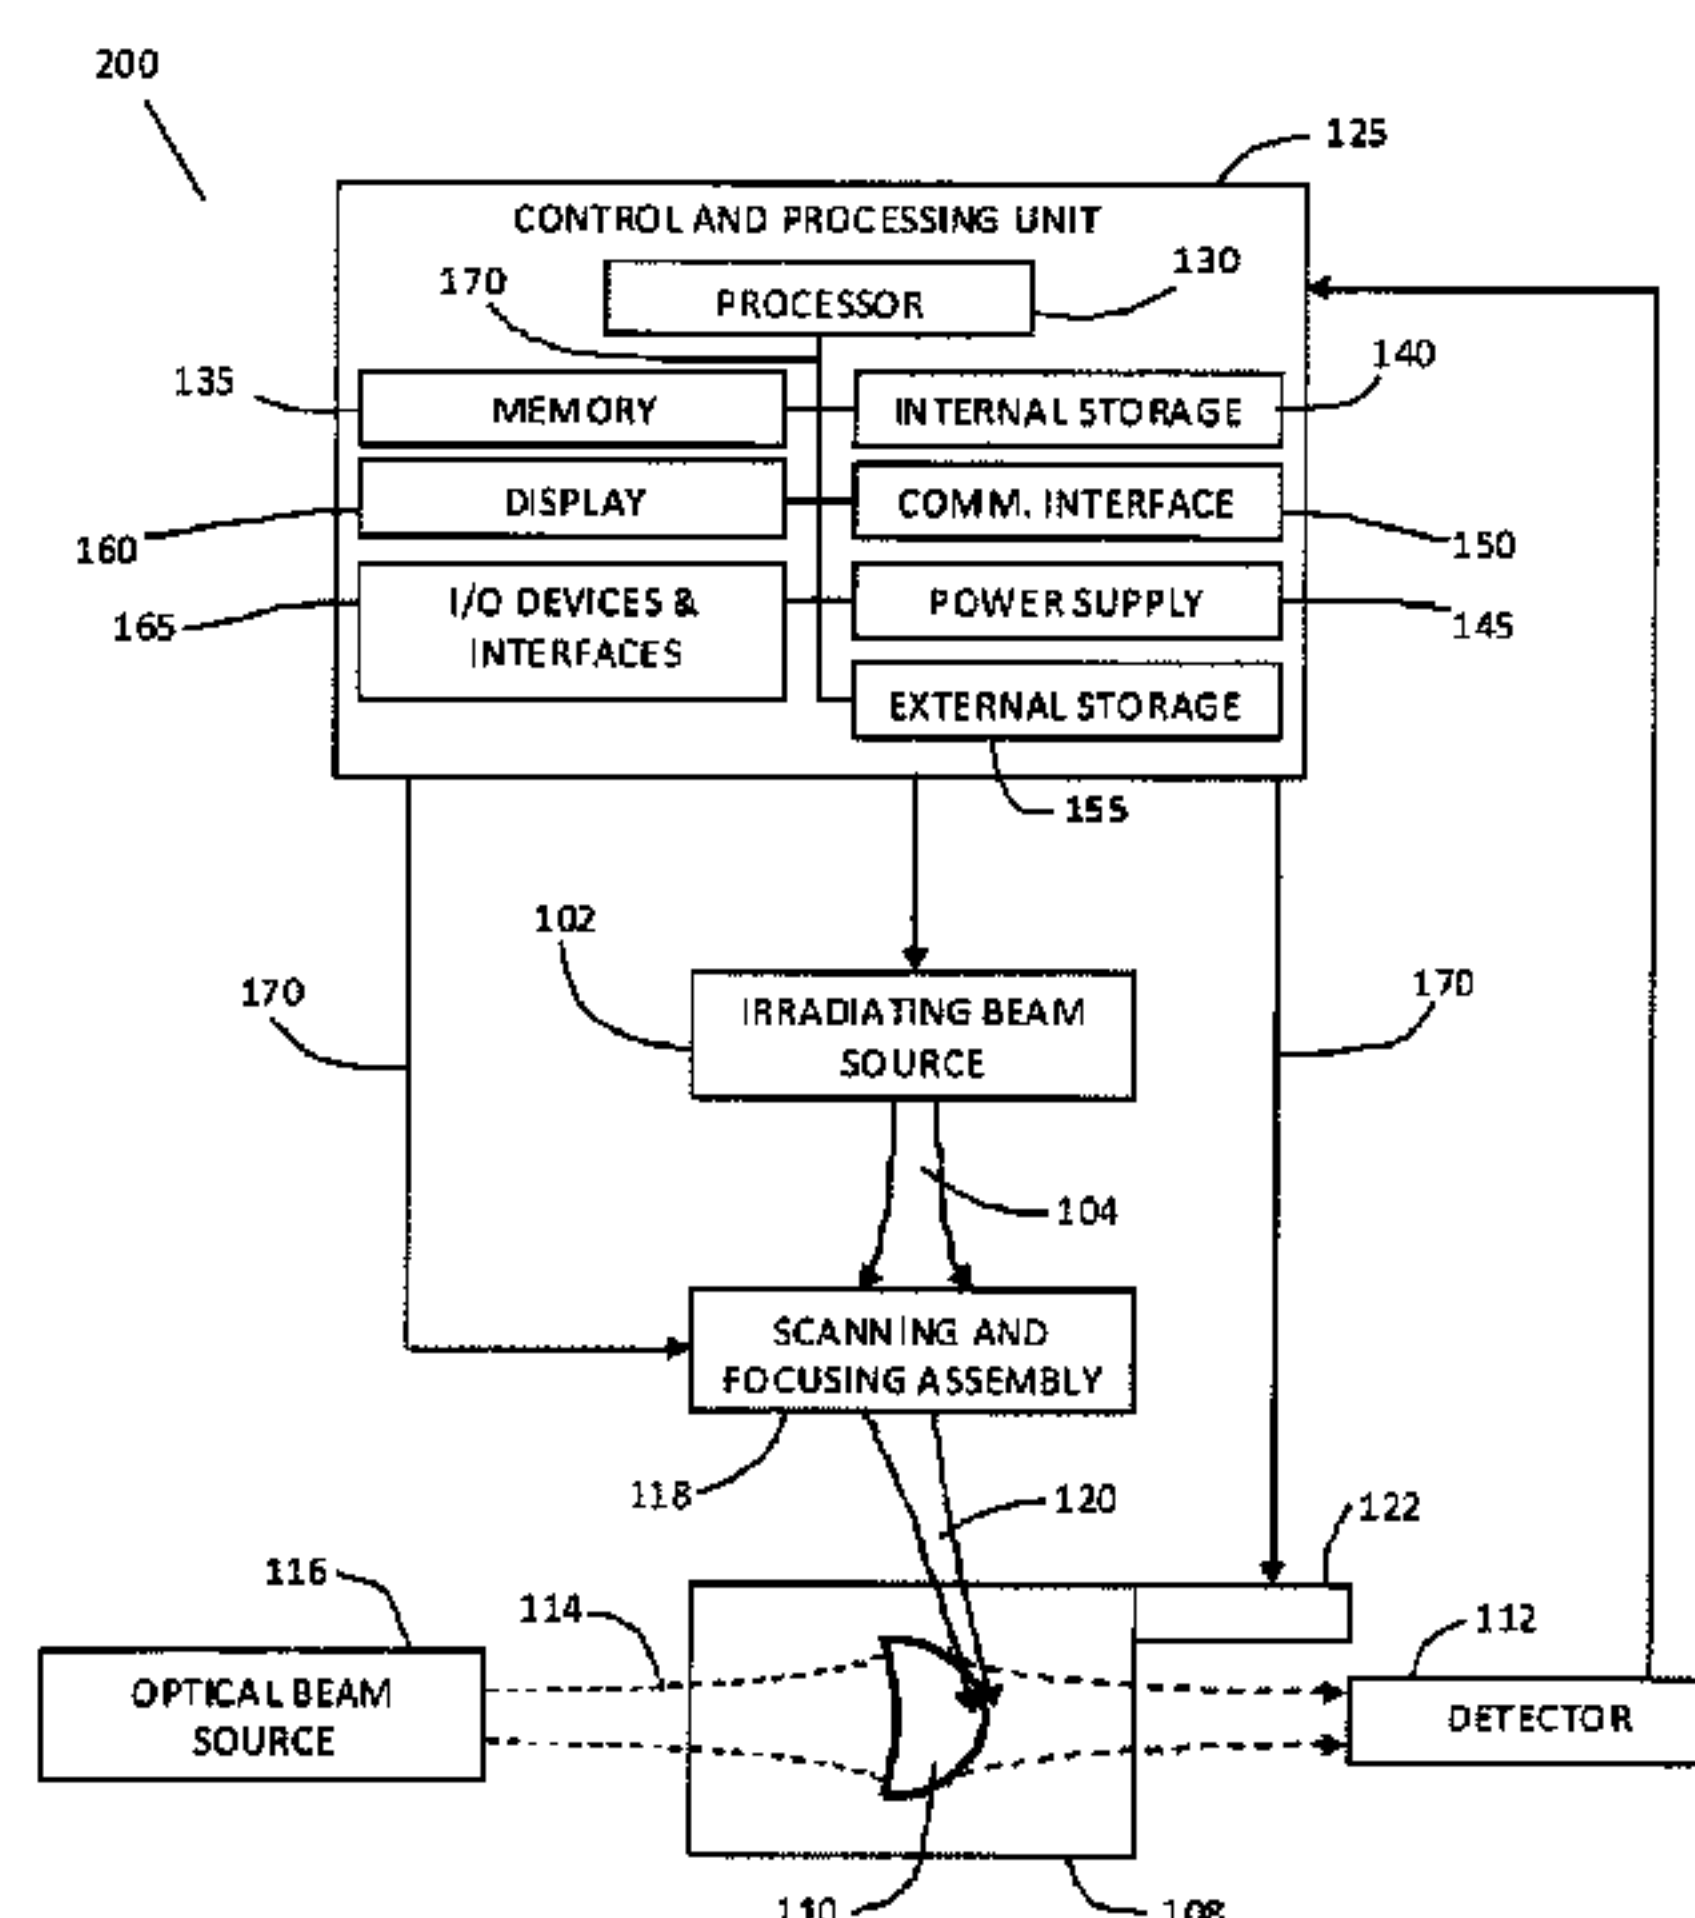 200
125
CONTROL AND PROCESSING UNIT
170
130
PROCESSOR
140
135
MEMORY
INTERNAL STORAGE
DISPLAY
COMM. INTERFACE
160
150
I/O DEVICES &
INTERFACES
POWER SUPPLY
165
145
EXTERNAL STORAGE
155
102
170
170
IRRADIATING BEAM
SOURCE
104
SCANNING AND
FOCUSING ASSEMBLY
118
120
122
116
114
112
OPTICAL BEAM
SOURCE
DETECTOR
110
108